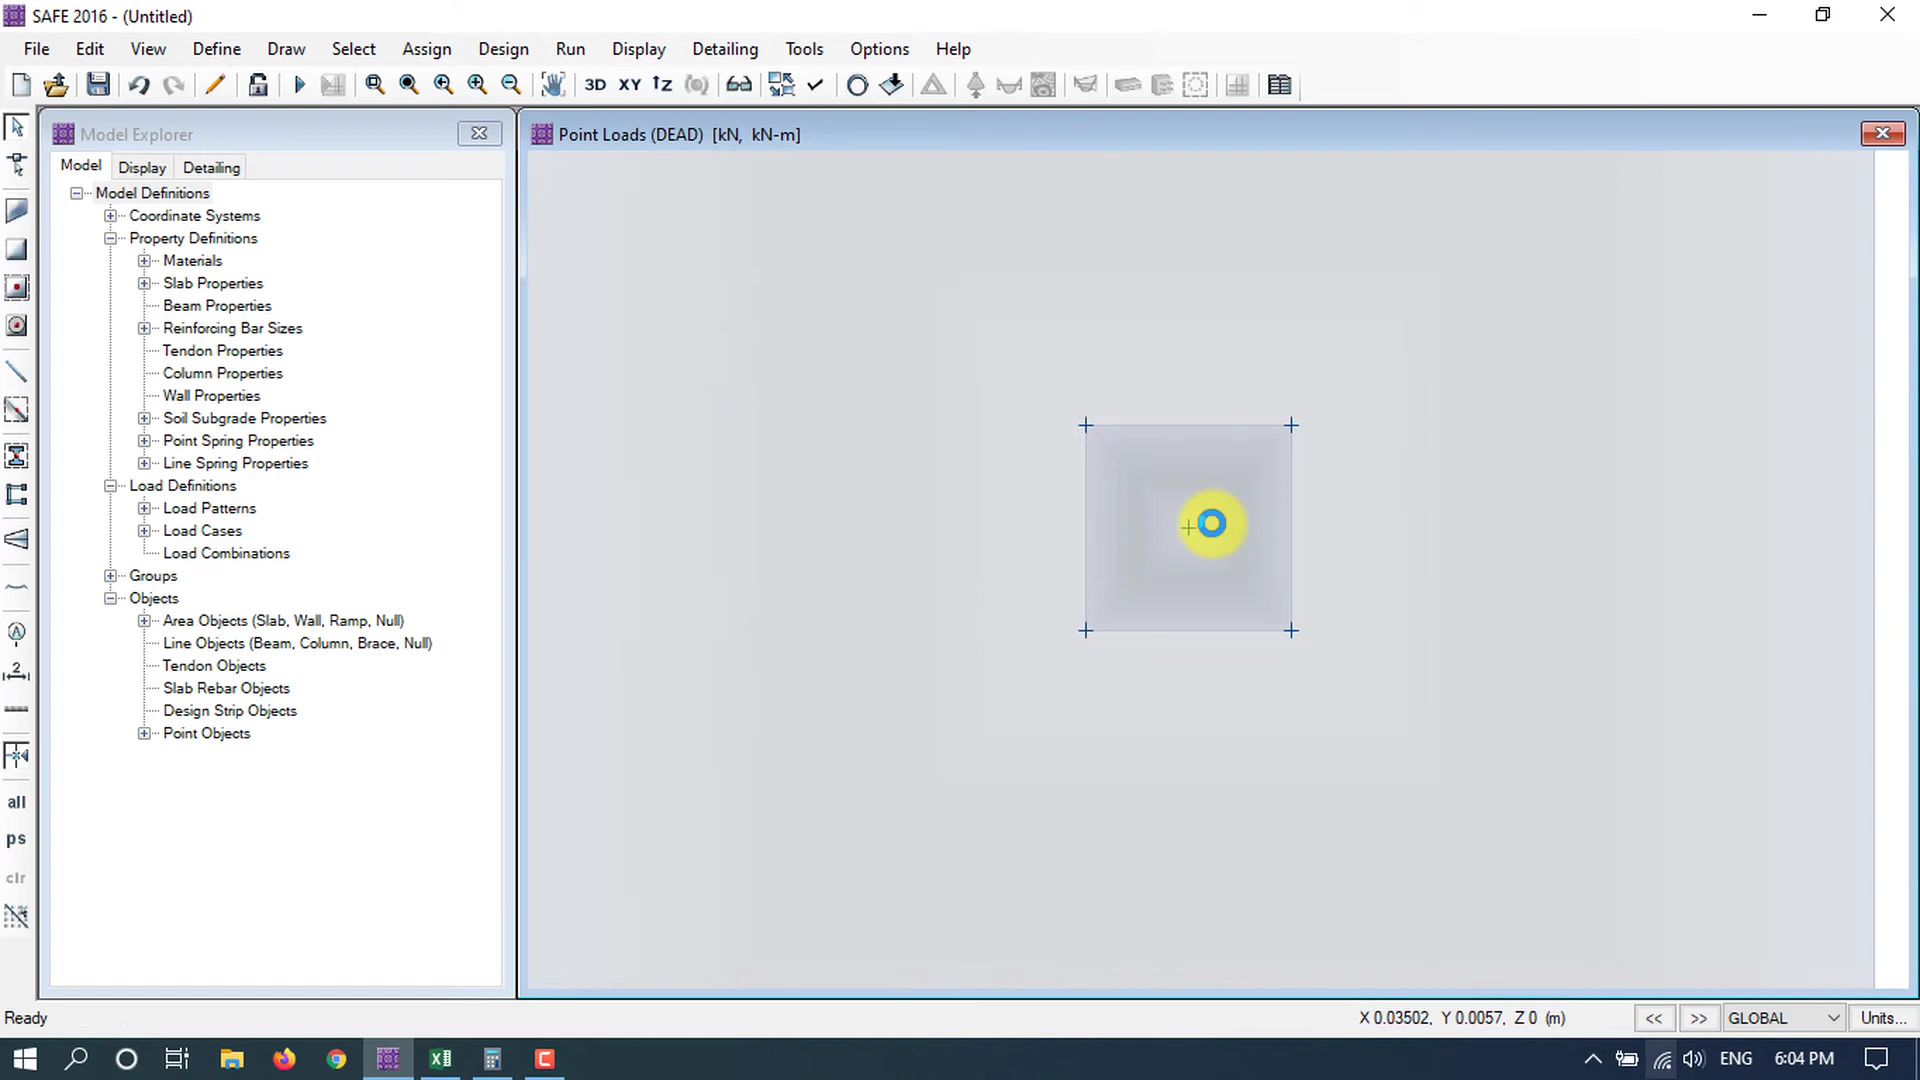 SAFE 2016 - (Untitled)
File Edit View Define Draw Select Assign Design Run Display Detailing Tools Options Help
3D XY
Model Explorer
Point Loads (DEAD) [kN, kN-m]
Model Display Detailing
Model Definitions
Coordinate Systems
Property Definitions
Materials
Slab Properties
Beam Properties
Reinforcing Bar Sizes
Tendon Properties
Column Properties
Wall Properties
Soil Subgrade Properties
Point Spring Properties
Line Spring Properties
Load Definitions
Load Patterns
Load Cases
Load Combinations
Groups
Objects
Area Objects (Slab, Wall, Ramp, Null)
Line Objects (Beam, Column, Brace, Null)
Tendon Objects
Slab Rebar Objects
Design Strip Objects
Point Objects
all
ps
clr
Ready
X 0.03502, Y 0.0057, Z 0 (m)
<< >> GLOBAL Units...
ENG 6:04 PM